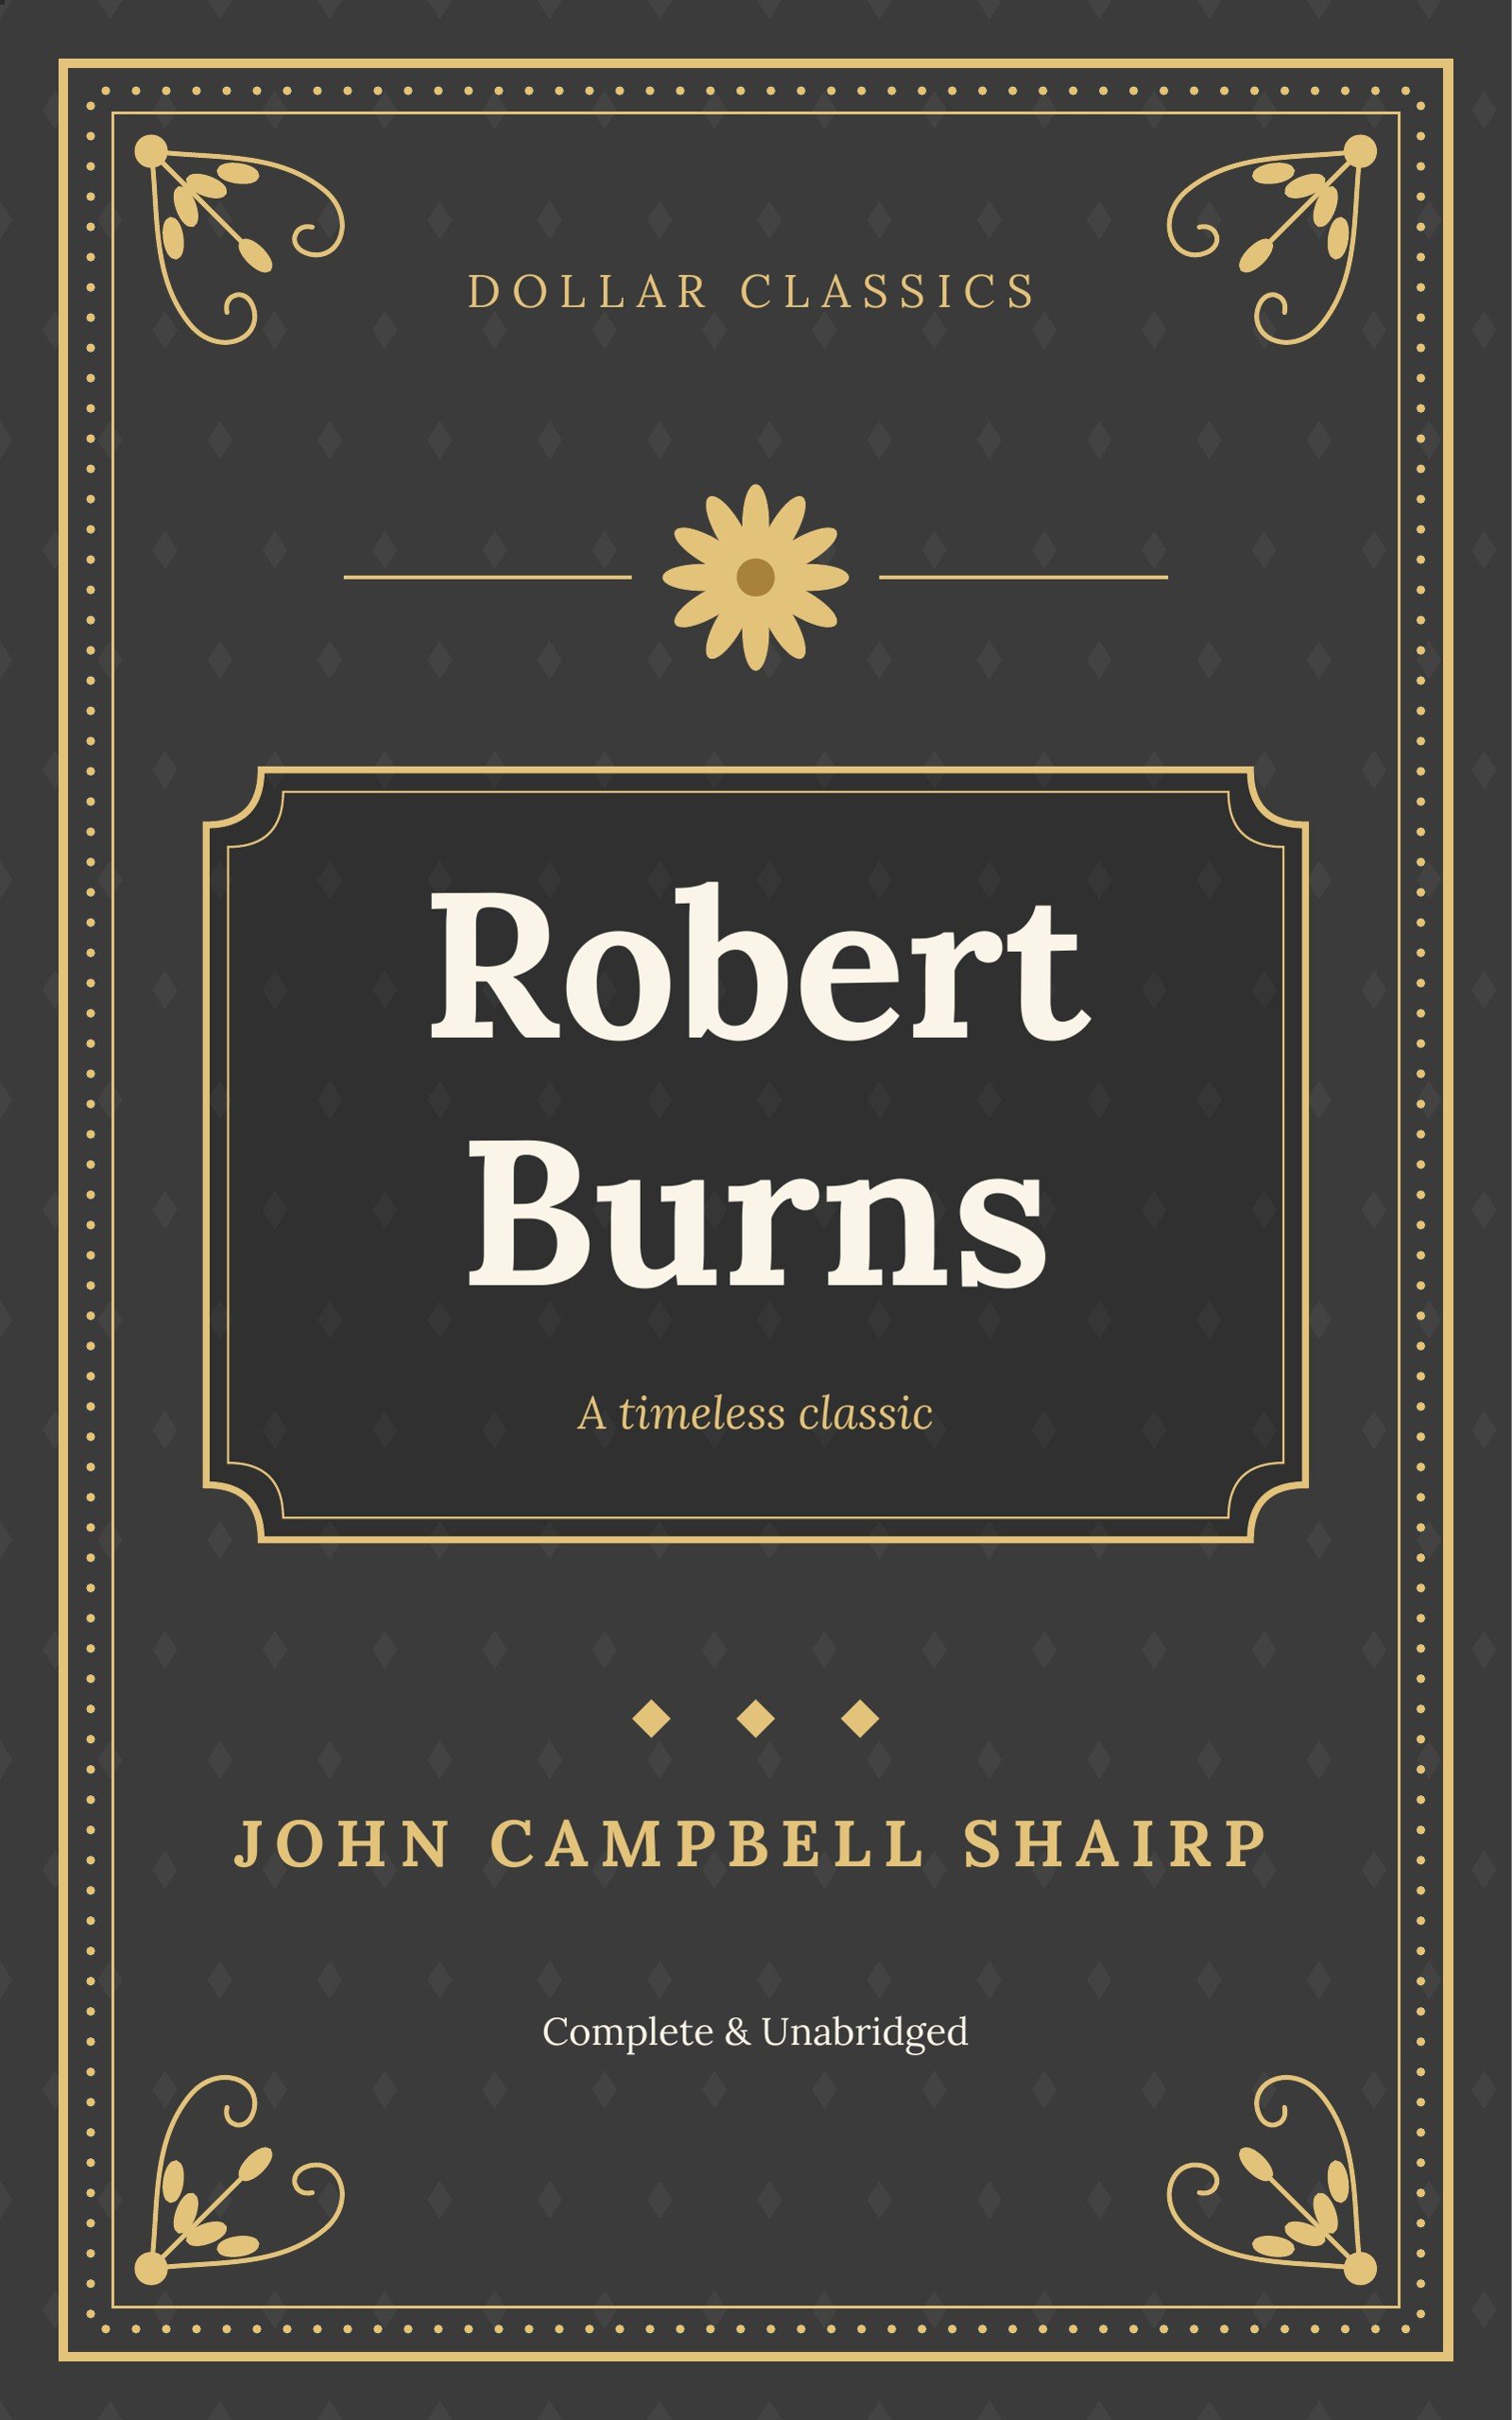 DOLLAR CLASSICS
Robert
Burns
A timeless classic
JOHN CAMPBELL SHAIRP
Complete & Unabridged